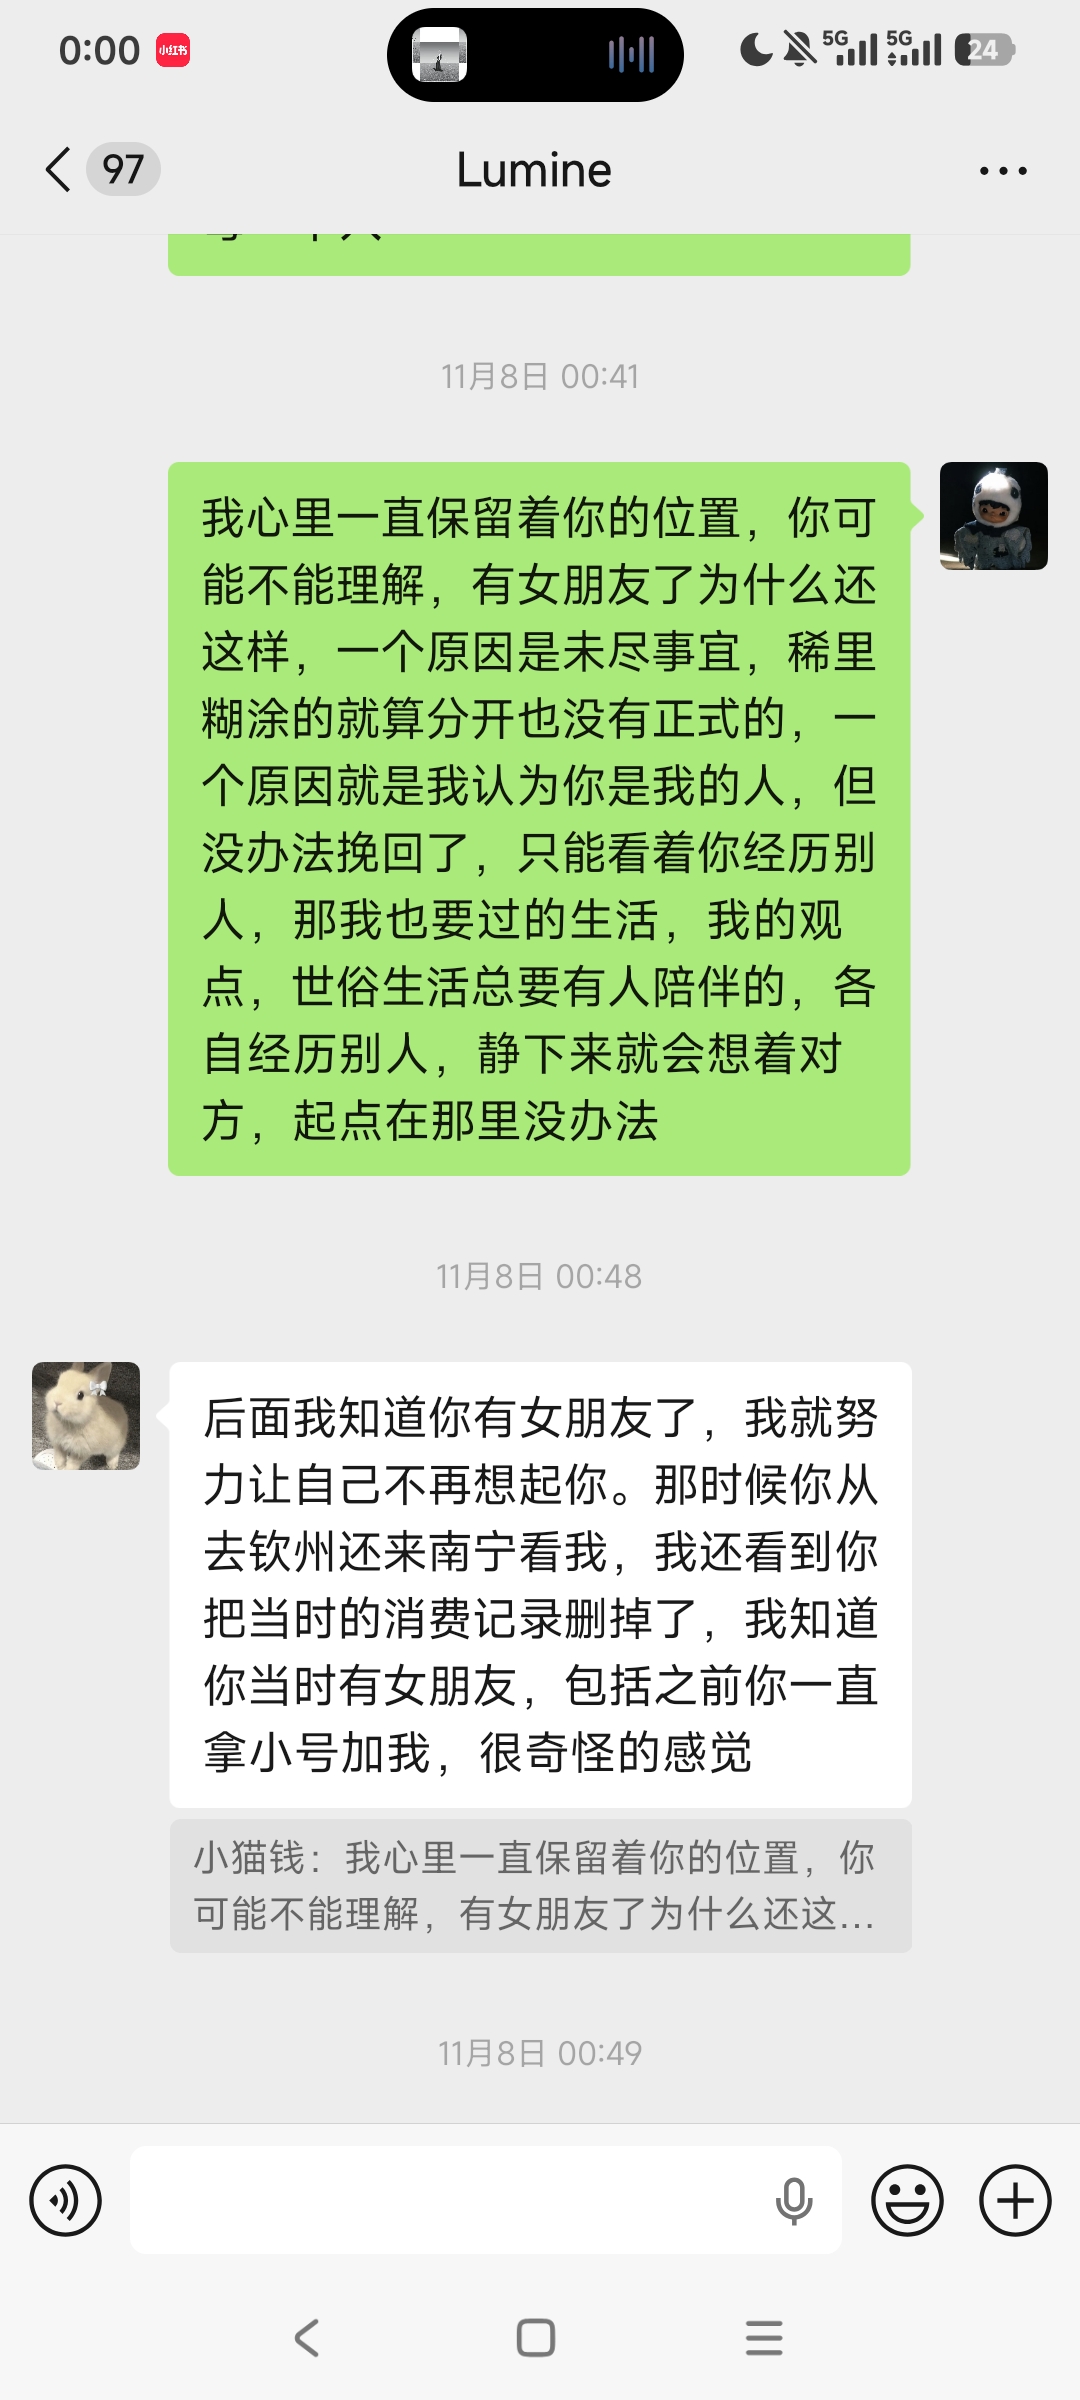 0:00
小红书
5G
5G
24
97
Lumine
11月8日 00:41
我心里一直保留着你的位置，你可
能不能理解，有女朋友了为什么还
这样，一个原因是未尽事宜，稀里
糊涂的就算分开也没有正式的，一
个原因就是我认为你是我的人，但
没办法挽回了，只能看着你经历别
人，那我也要过的生活，我的观
点，世俗生活总要有人陪伴的，各
自经历别人，静下来就会想着对
方，起点在那里没办法
11月8日 00:48
后面我知道你有女朋友了，我就努
力让自己不再想起你。那时候你从
去钦州还来南宁看我，我还看到你
把当时的消费记录删掉了，我知道
你当时有女朋友，包括之前你一直
拿小号加我，很奇怪的感觉
小猫钱：我心里一直保留着你的位置，你
可能不能理解，有女朋友了为什么还这...
11月8日 00:49